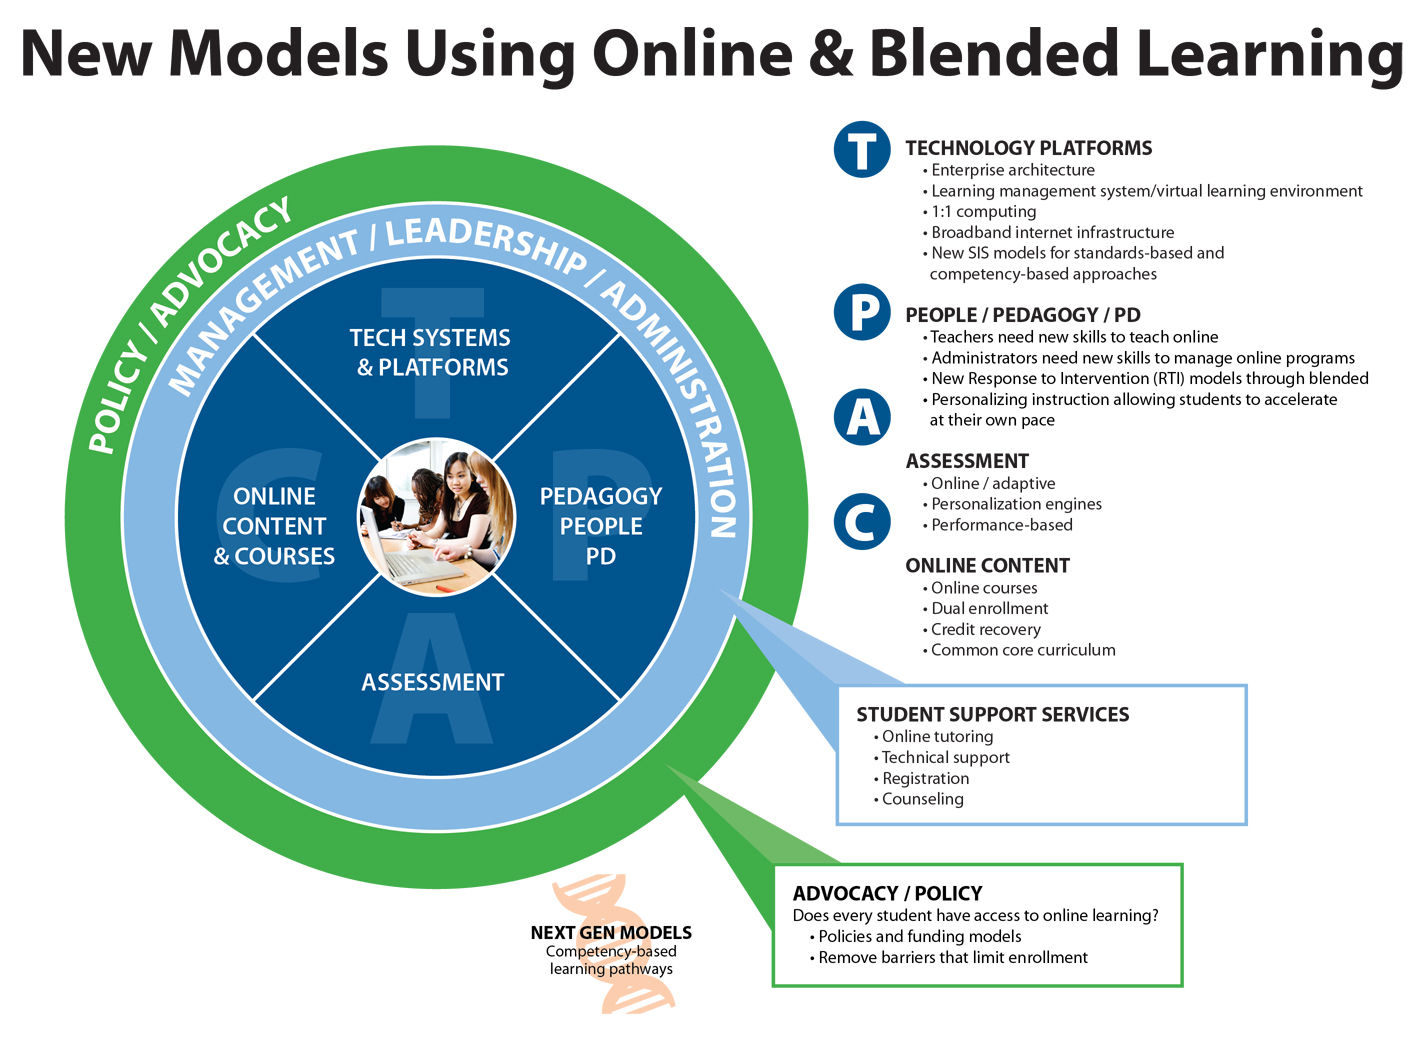 New Models Using Online & Blended Learning
POLICY / ADVOCACY
MANAGEMENT / LEADERSHIP / ADMINISTRATION
T
TECH SYSTEMS
& PLATFORMS
C
ONLINE
CONTENT
& COURSES
P
PEDAGOGY
PEOPLE
PD
A
ASSESSMENT
T
TECHNOLOGY PLATFORMS
• Enterprise architecture
• Learning management system/virtual learning environment
• 1:1 computing
• Broadband internet infrastructure
• New SIS models for standards-based and
competency-based approaches
P
PEOPLE / PEDAGOGY / PD
• Teachers need new skills to teach online
• Administrators need new skills to manage online programs
• New Response to Intervention (RTI) models through blended
• Personalizing instruction allowing students to accelerate
at their own pace
A
ASSESSMENT
• Online / adaptive
• Personalization engines
• Performance-based
C
ONLINE CONTENT
• Online courses
• Dual enrollment
• Credit recovery
• Common core curriculum
STUDENT SUPPORT SERVICES
• Online tutoring
• Technical support
• Registration
• Counseling
ADVOCACY / POLICY
Does every student have access to online learning?
• Policies and funding models
• Remove barriers that limit enrollment
NEXT GEN MODELS
Competency-based
learning pathways